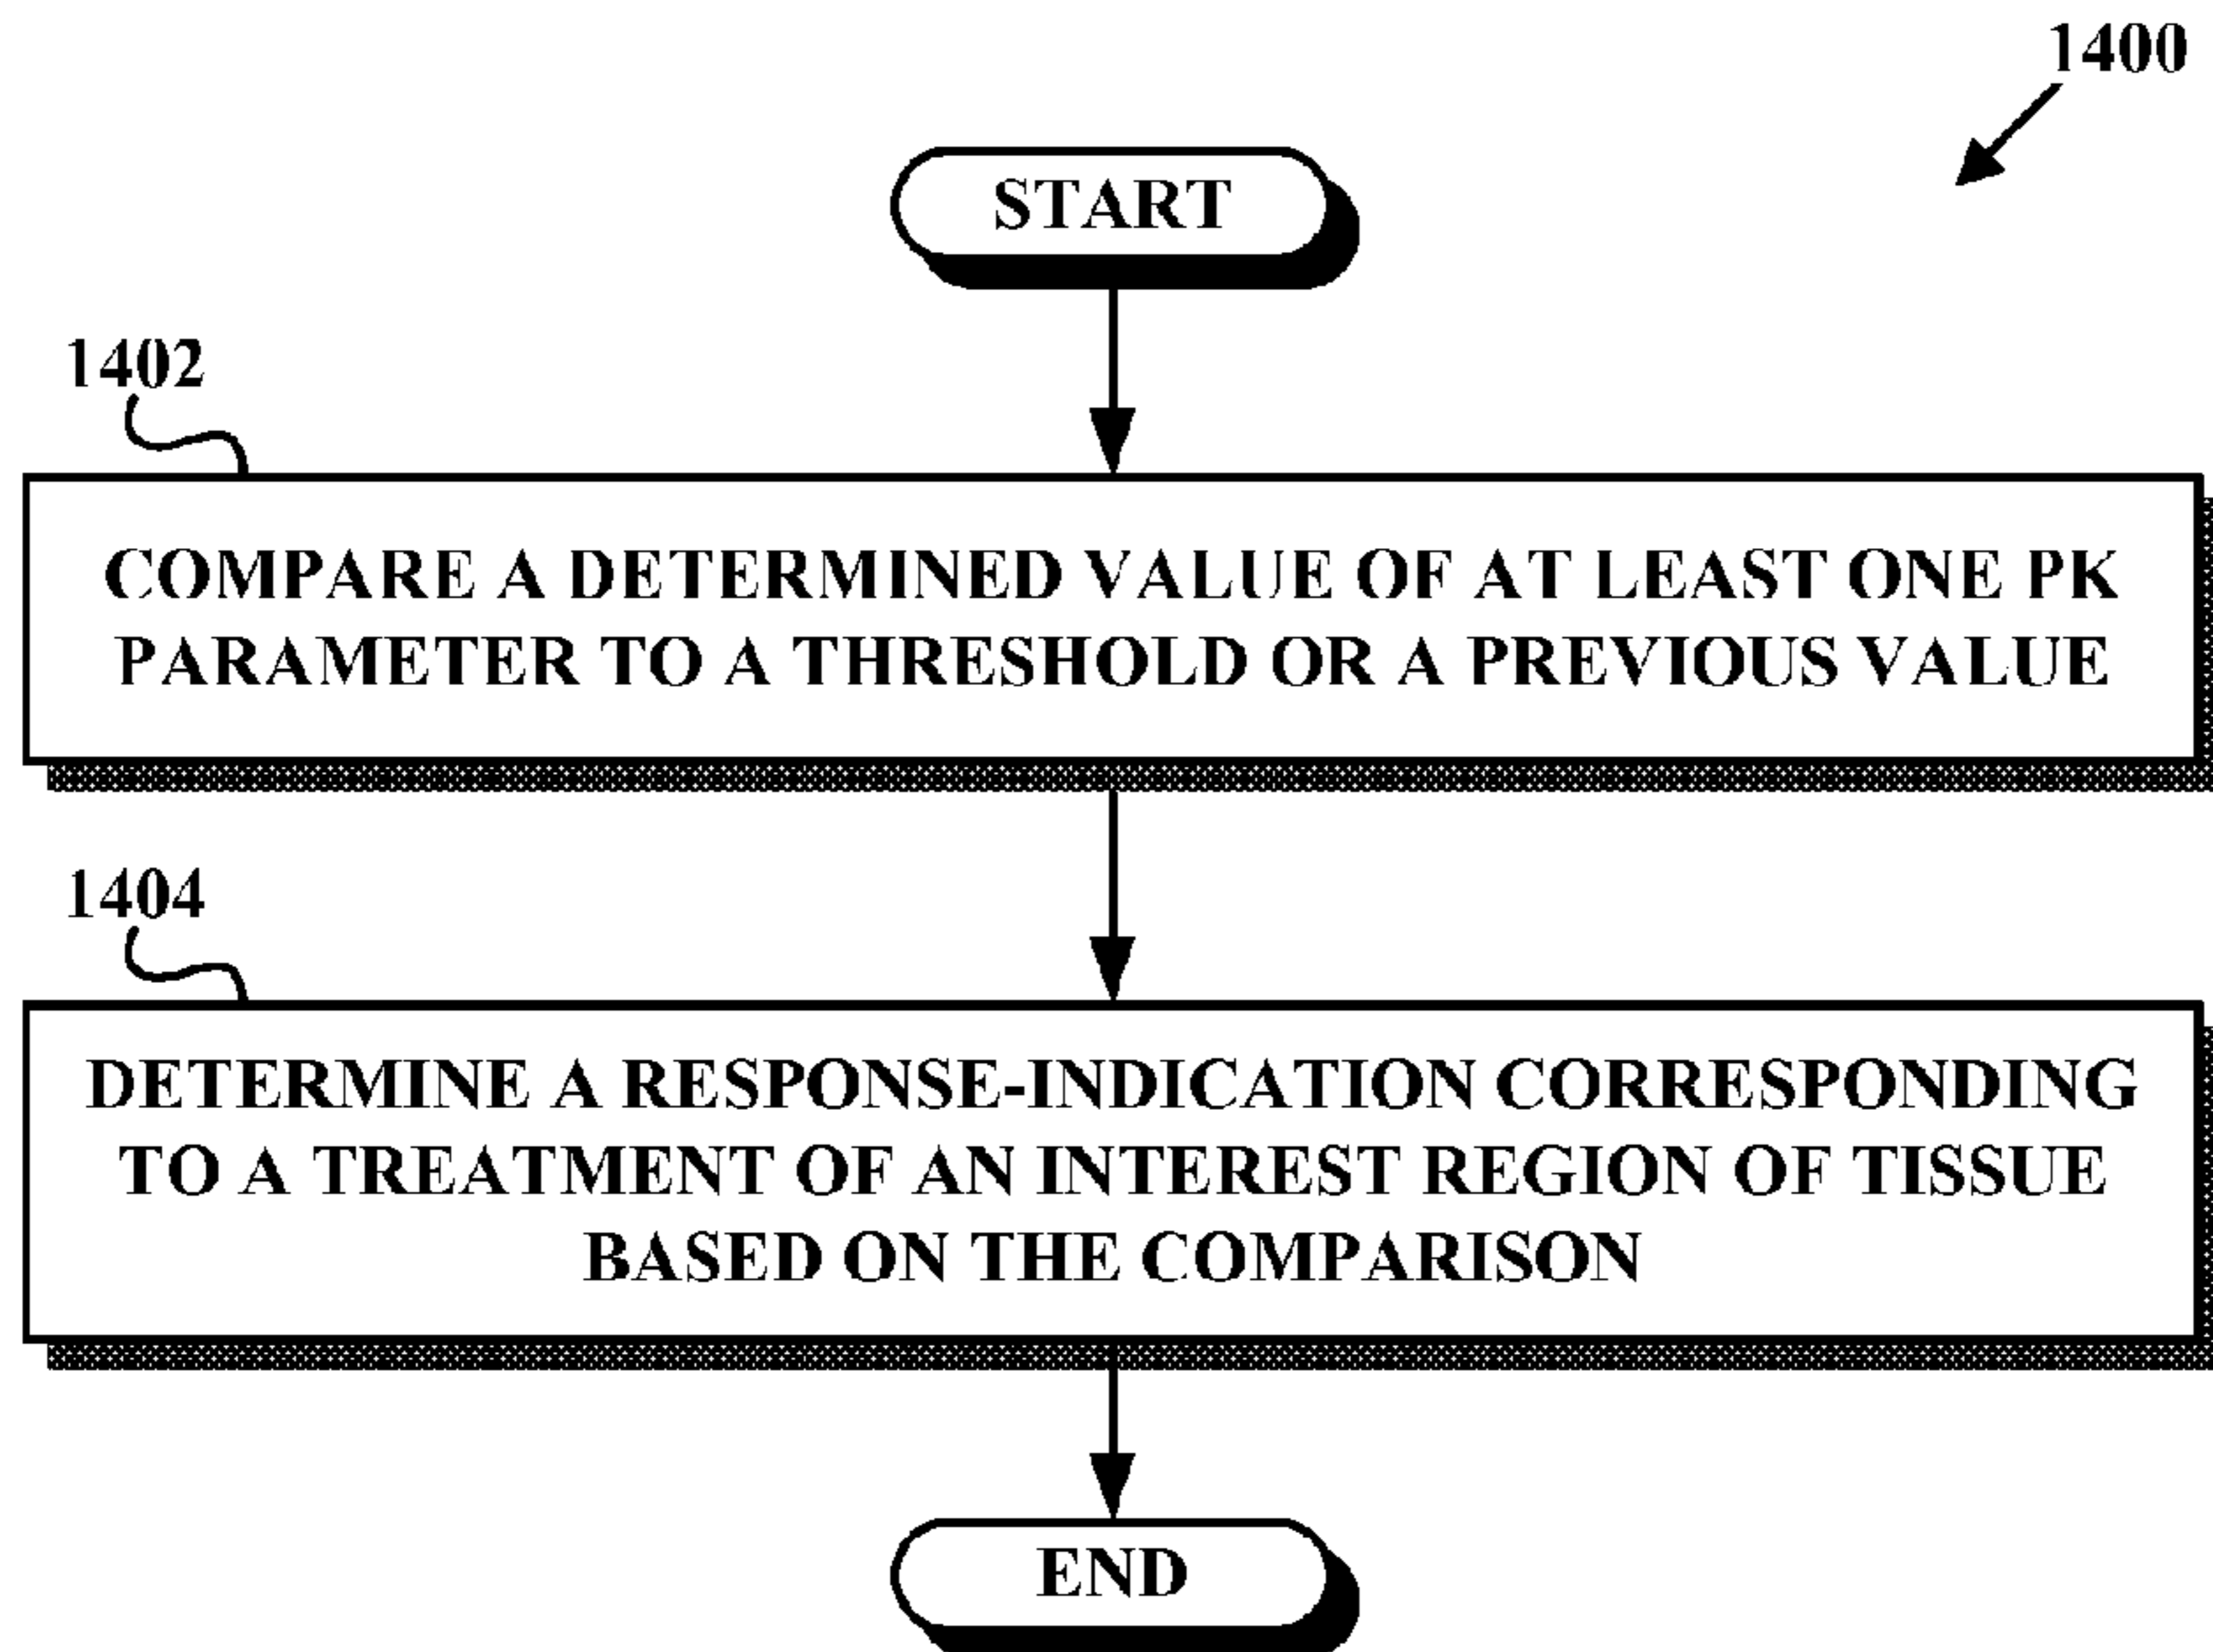 1400
START
1402
COMPARE A DETERMINED VALUE OF AT LEAST ONE PK
PARAMETER TO A THRESHOLD OR A PREVIOUS VALUE
1404
DETERMINE A RESPONSE-INDICATION CORRESPONDING
TO A TREATMENT OF AN INTEREST REGION OF TISSUE
BASED ON THE COMPARISON
END